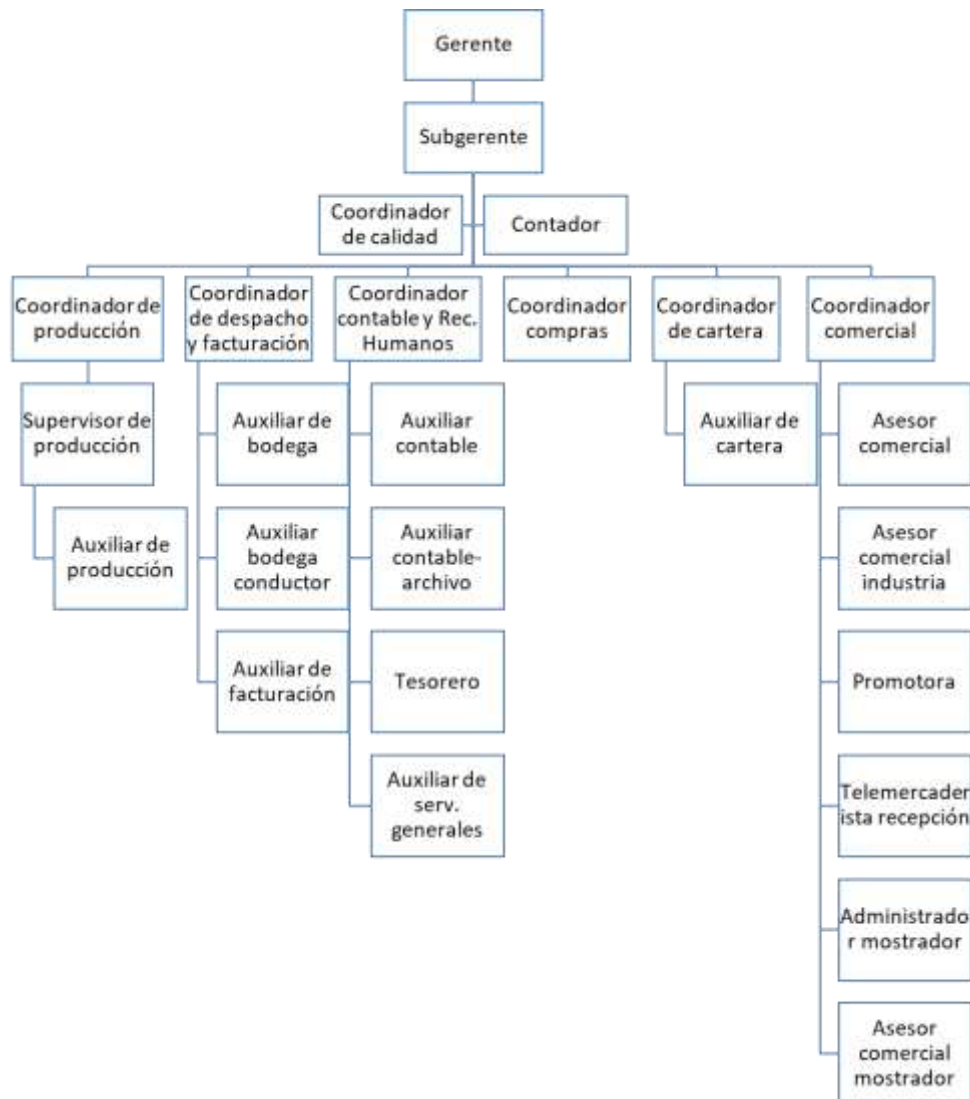 Gerente
Subgerente
Coordinador
de calidad
Contador
Coordinador de
producción
Coordinador
de despacho
y facturación
Coordinador
contable y Rec.
Humanos
Coordinador
compras
Coordinador
de cartera
Coordinador
comercial
Supervisor de
producción
Auxiliar de
bodega
Auxiliar
contable
Auxiliar de
cartera
Asesor
comercial
Auxiliar de
producción
Auxiliar
bodega
conductor
Auxiliar
contable-
archivo
Asesor
comercial
industria
Auxiliar de
facturación
Tesorero
Promotora
Auxiliar de
serv.
generales
Telemercader
ista recepción
Administrado
r mostrador
Asesor
comercial
mostrador